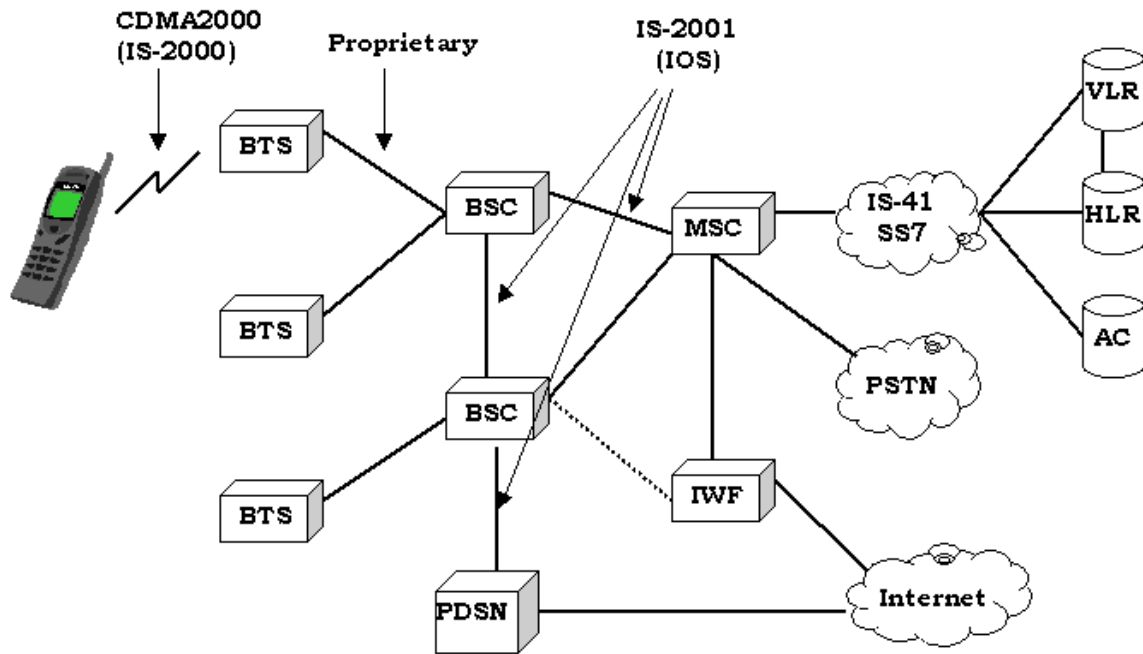 CDMA2000
(IS-2000)
Proprietary
IS-2001
(IOS)
VLR
BTS
BSC
MSC
IS-41
SS7
HLR
BTS
AC
BSC
PSTN
BTS
IWF
PDSN
Internet